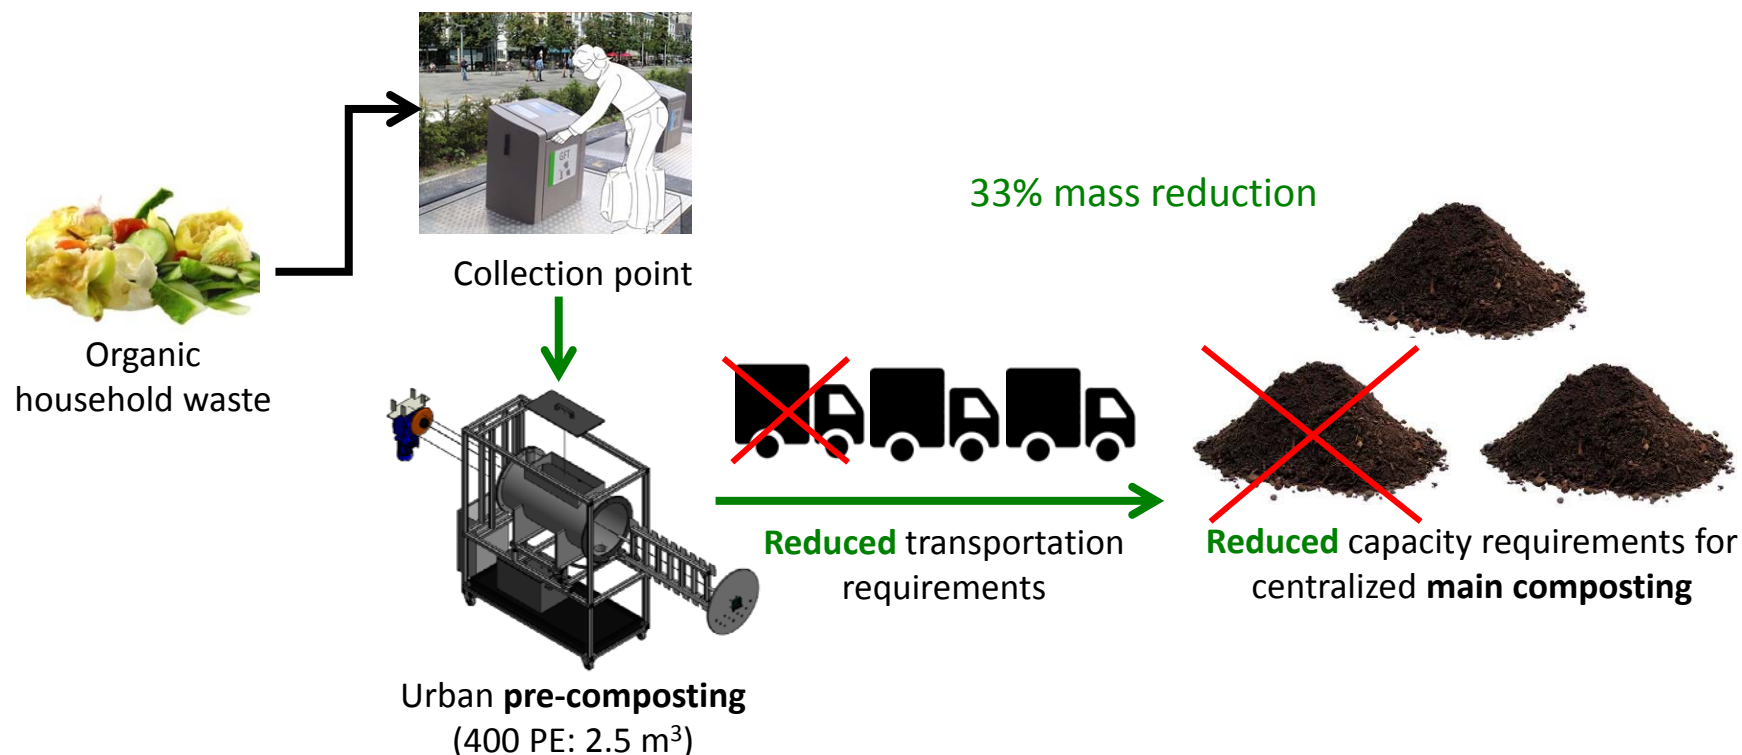 33% mass reduction
Collection point
GFT
Organic
household waste
Reduced transportation
requirements
Reduced capacity requirements for
centralized main composting
Urban pre-composting
(400 PE: 2.5 m³)